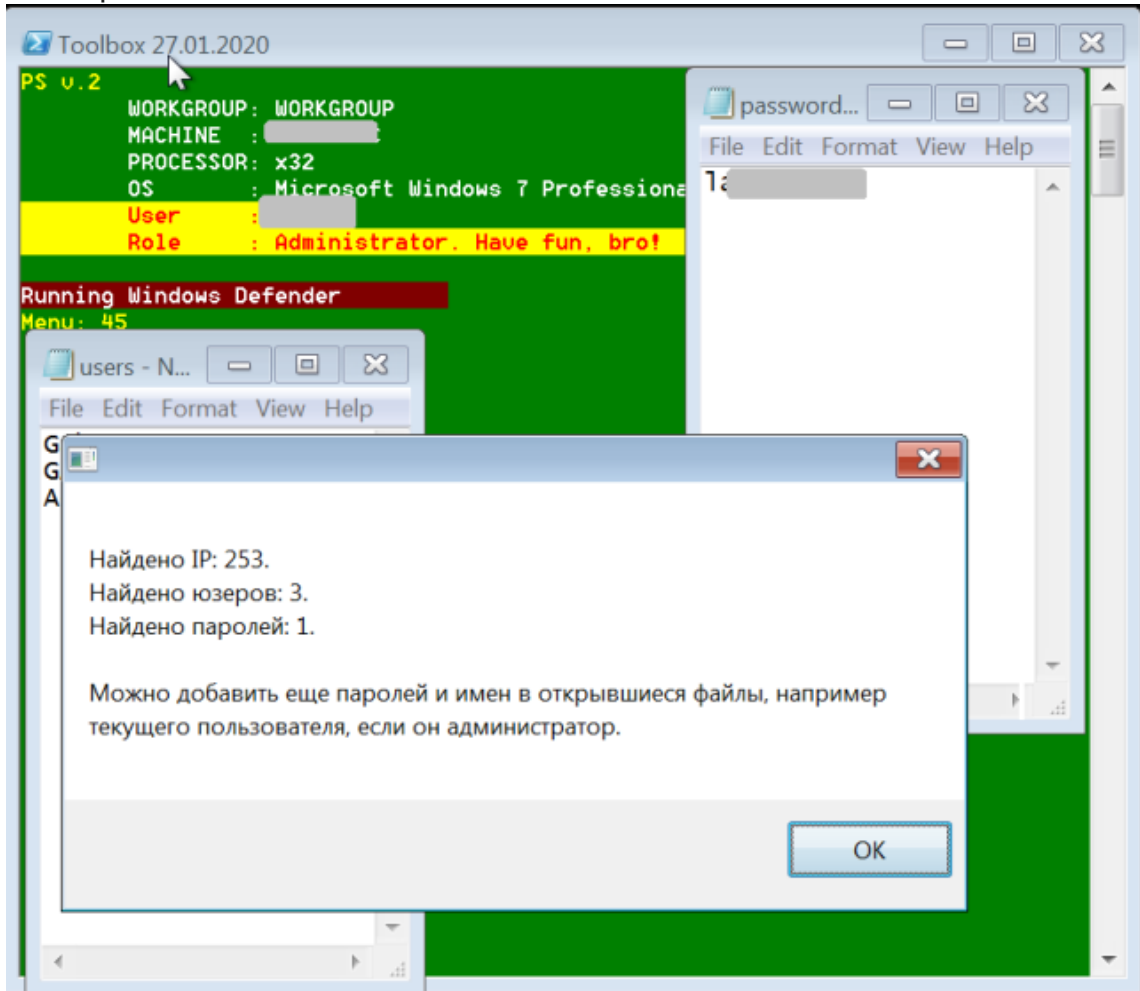 Toolbox 27.01.2020
PS v.2
WORKGROUP: WORKGROUP
MACHINE :
PROCESSOR: x32
OS : Microsoft Windows 7
User :
Role : Administrator. Have fun, bro!
Running Windows Defender
Menu: 45
File Edit Format View Help
users - N...
File Edit Format View Help
G
G
A
Найдено IP: 253.
Найдено юзеров: 3.
Найдено паролей: 1.
Можно добавить еще паролей и имен в открывшиеся файлы, например
текущего пользователя, если он администратор.
OK